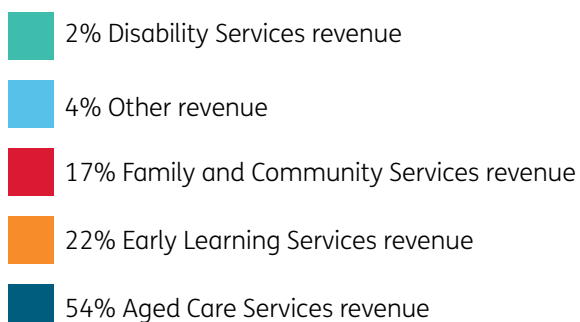 2% Disability Services revenue
4% Other revenue
17% Family and Community Services revenue
22% Early Learning Services revenue
54% Aged Care Services revenue